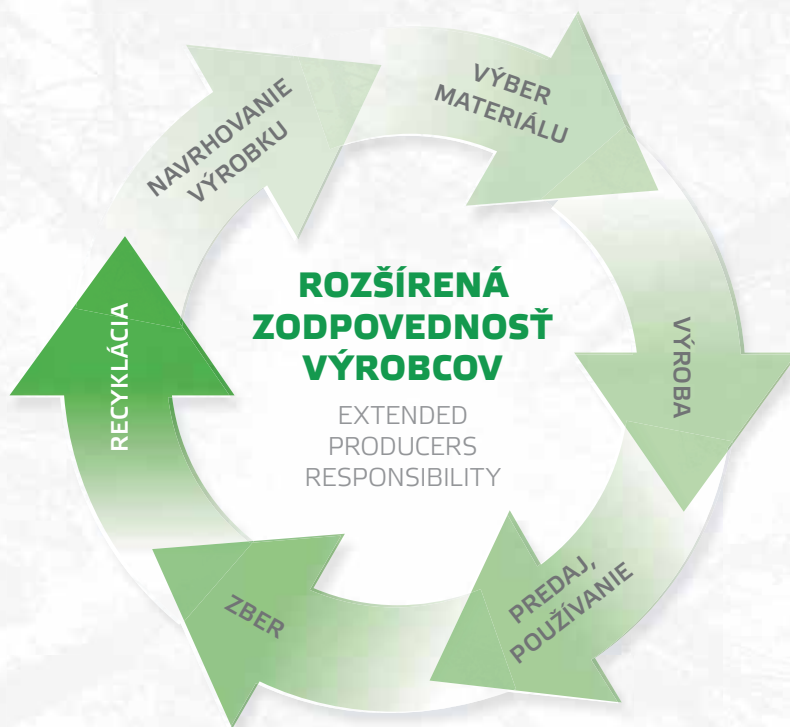 NAVRHOVANIE
VÝROBKU
VÝBER
MATERIÁLU
VÝROBA
PREDAJ,
POUŽÍVANIE
ZBER
RECYKLÁCIA
ROZŠÍRENÁ
ZODPOVEDNOSŤ
VÝROBCOV
EXTENDED
PRODUCERS
RESPONSIBILITY